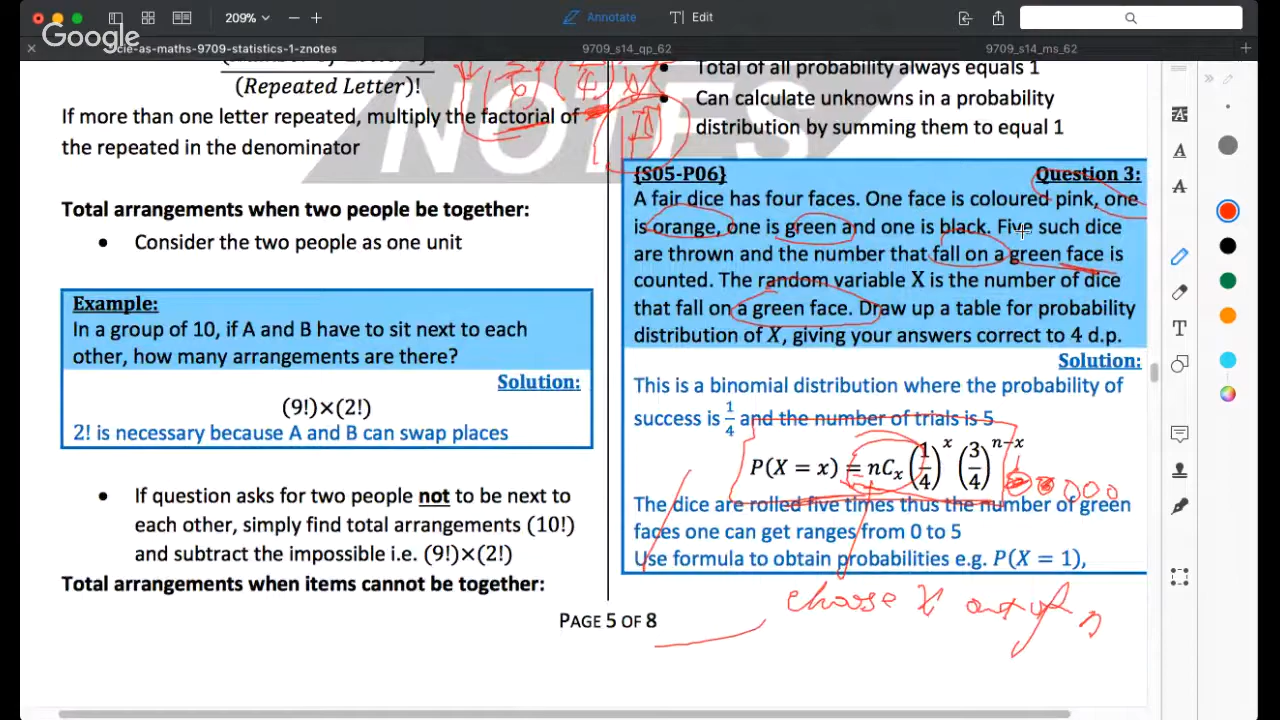 209%
Annotate
Edit
Google
cie-as-maths-9709-statistics-1-znotes
9709_s14_qp_62
9709_s14_ms_62
(Repeated Letter)!
If more than one letter repeated, multiply the factorial of
the repeated in the denominator
Total arrangements when two people be together:
• Consider the two people as one unit
Example:
In a group of 10, if A and B have to sit next to each
other, how many arrangements are there?
Solution:
(9!)×(2!)
2! is necessary because A and B can swap places
• If question asks for two people not to be next to
each other, simply find total arrangements (10!)
and subtract the impossible i.e. (9!)×(2!)
Total arrangements when items cannot be together:
NOTES
• Total of all probability always equals 1
• Can calculate unknowns in a probability
distribution by summing them to equal 1
{S05-P06} Question 3:
A fair dice has four faces. One face is coloured pink, one
is orange, one is green and one is black. Five such dice
are thrown and the number that fall on a green face is
counted. The random variable X is the number of dice
that fall on a green face. Draw up a table for probability
distribution of X, giving your answers correct to 4 d.p.
Solution:
This is a binomial distribution where the probability of
success is 1/4 and the number of trials is 5
P(X = x) = nCx (1/4)^x (3/4)^n−x
The dice are rolled five times thus the number of green
faces one can get ranges from 0 to 5
Use formula to obtain probabilities e.g. P(X = 1),
choose x out of n
PAGE 5 OF 8